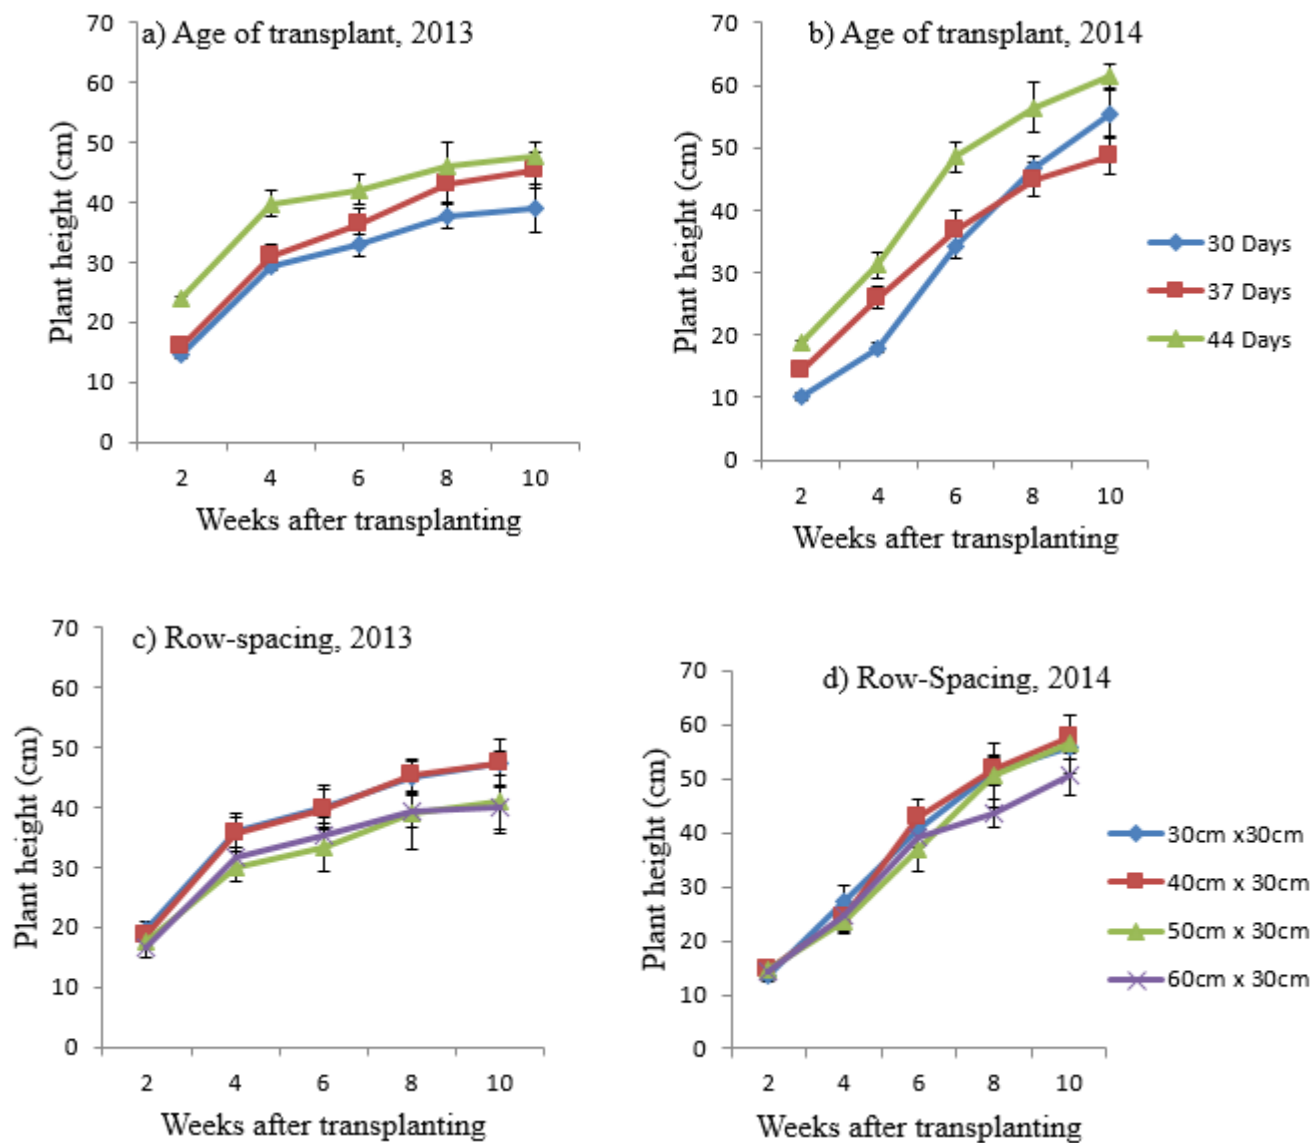 a) Age of transplant, 2013
Plant height (cm)
70
60
50
40
30
20
10
0
2 4 6 8 10
Weeks after transplanting
b) Age of transplant, 2014
Plant height (cm)
70
60
50
40
30
20
10
0
2 4 6 8 10
Weeks after transplanting
30 Days
37 Days
44 Days
c) Row-spacing, 2013
Plant height (cm)
70
60
50
40
30
20
10
0
2 4 6 8 10
Weeks after transplanting
d) Row-Spacing, 2014
Plant height (cm)
70
60
50
40
30
20
10
0
2 4 6 8 10
Weeks after transplanting
30cm x30cm
40cm x 30cm
50cm x 30cm
60cm x 30cm